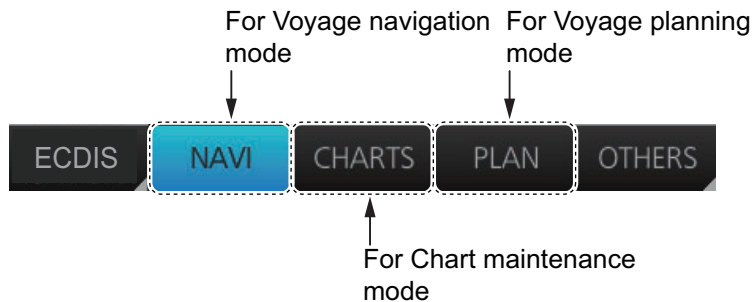 For Voyage navigation
mode
For Voyage planning
mode
ECDIS NAVI CHARTS PLAN OTHERS
For Chart maintenance
mode